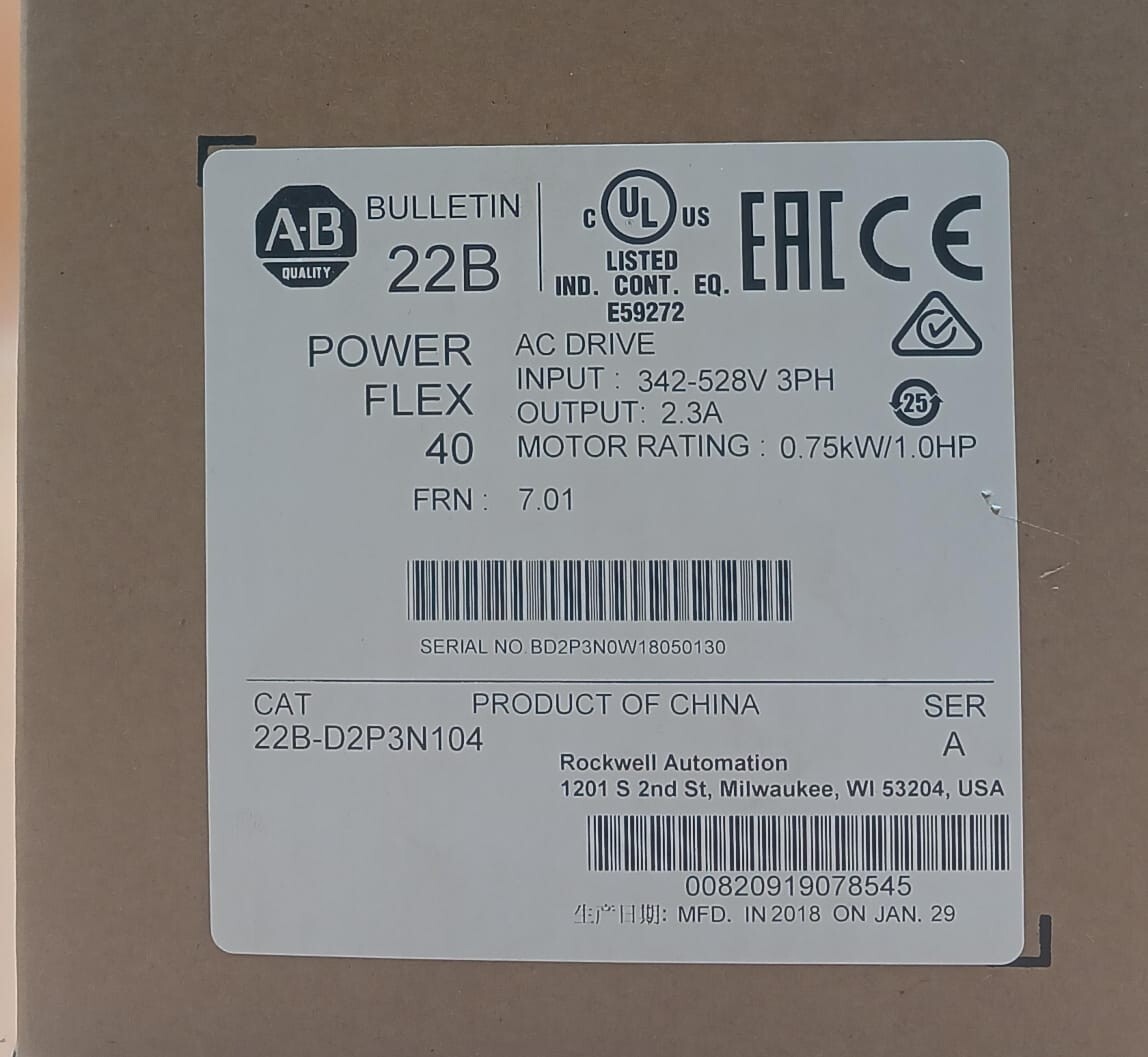 A-B
QUALITY
BULLETIN
22B
C UL US
LISTED
IND. CONT. EQ.
E59272
EAC CE
POWER
FLEX
40
AC DRIVE
INPUT : 342-528V 3PH
OUTPUT: 2.3A
MOTOR RATING : 0.75kW/1.0HP
25
FRN : 7.01
SERIAL NO.BD2P3N0W18050130
CAT PRODUCT OF CHINA SER
22B-D2P3N104 A
Rockwell Automation
1201 S 2nd St, Milwaukee, WI 53204, USA
00820919078545
生产日期: MFD. IN 2018 ON JAN. 29